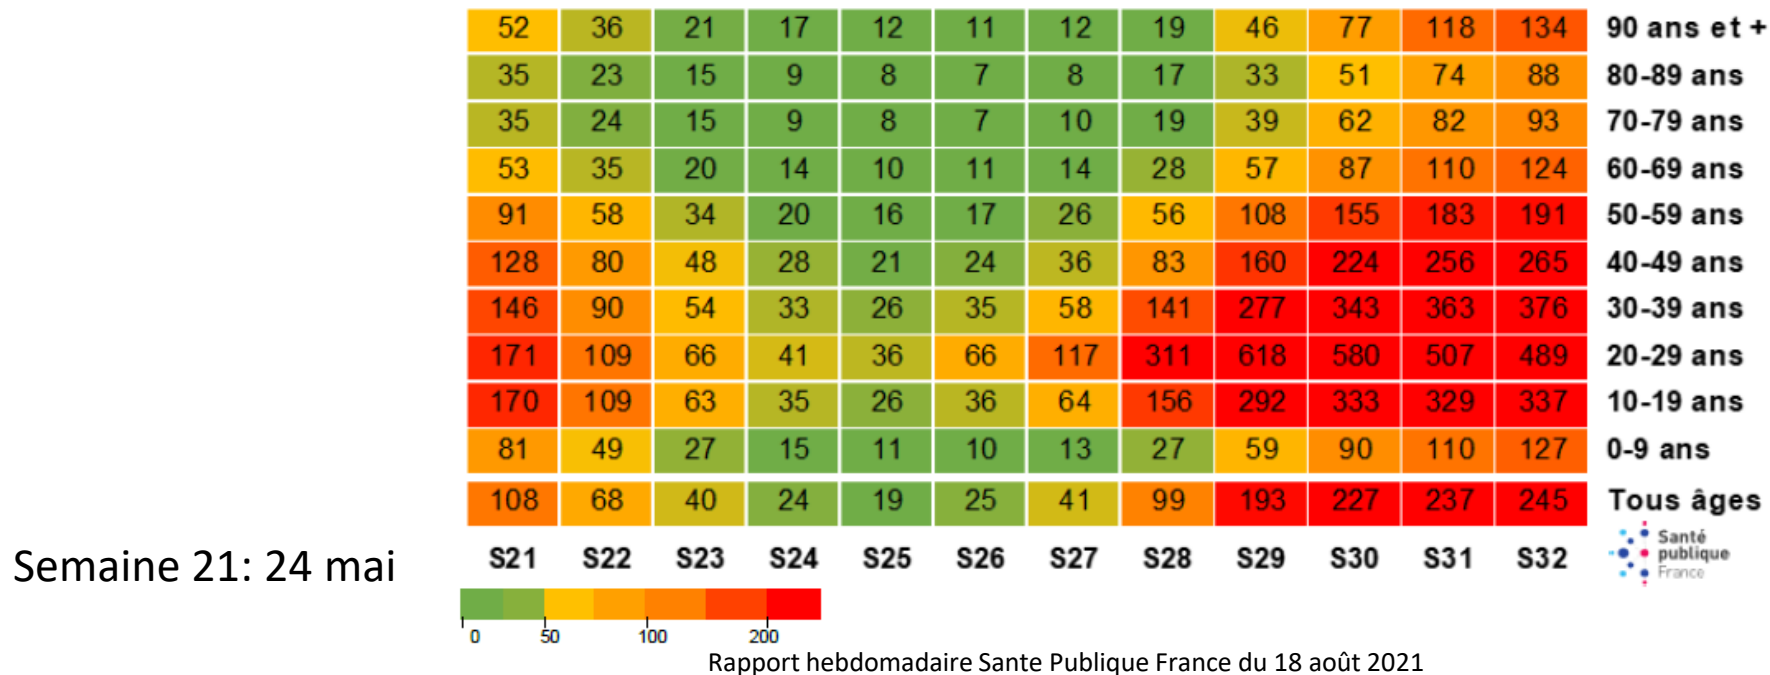 52 36 21 17 12 11 12 19 46 77 118 134 90 ans et +
35 23 15 9 8 7 8 17 33 51 74 88 80-89 ans
35 24 15 9 8 7 10 19 39 62 82 93 70-79 ans
53 35 20 14 10 11 14 28 57 87 110 124 60-69 ans
91 58 34 20 16 17 26 56 108 155 183 191 50-59 ans
128 80 48 28 21 24 36 83 160 224 256 265 40-49 ans
146 90 54 33 26 35 58 141 277 343 363 376 30-39 ans
171 109 66 41 36 66 117 311 618 580 507 489 20-29 ans
170 109 63 35 26 36 64 156 292 333 329 337 10-19 ans
81 49 27 15 11 10 13 27 59 90 110 127 0-9 ans
108 68 40 24 19 25 41 99 193 227 237 245 Tous âges
Semaine 21: 24 mai
S21 S22 S23 S24 S25 S26 S27 S28 S29 S30 S31 S32
Santé
publique
France
0 50 100 200
Rapport hebdomadaire Sante Publique France du 18 août 2021